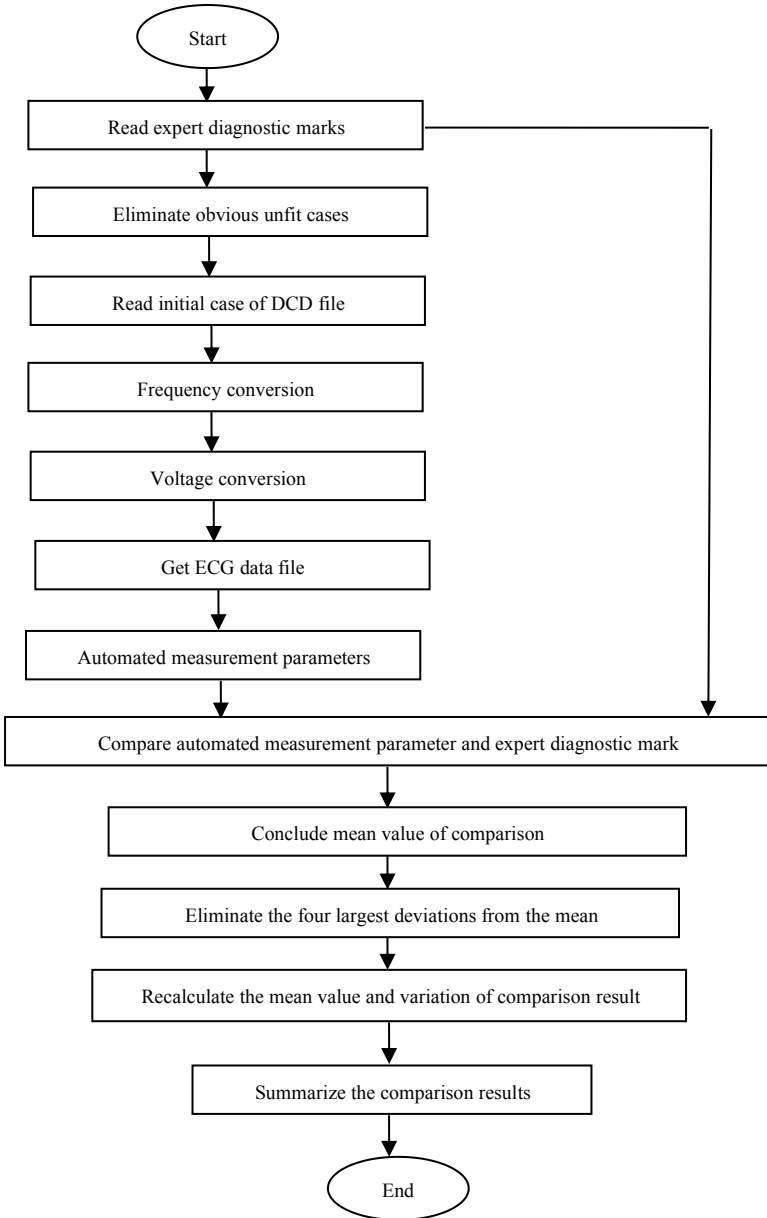 Start
Read expert diagnostic marks
Eliminate obvious unfit cases
Read initial case of DCD file
Frequency conversion
Voltage conversion
Get ECG data file
Automated measurement parameters
Compare automated measurement parameter and expert diagnostic mark
Conclude mean value of comparison
Eliminate the four largest deviations from the mean
Recalculate the mean value and variation of comparison result
Summarize the comparison results
End